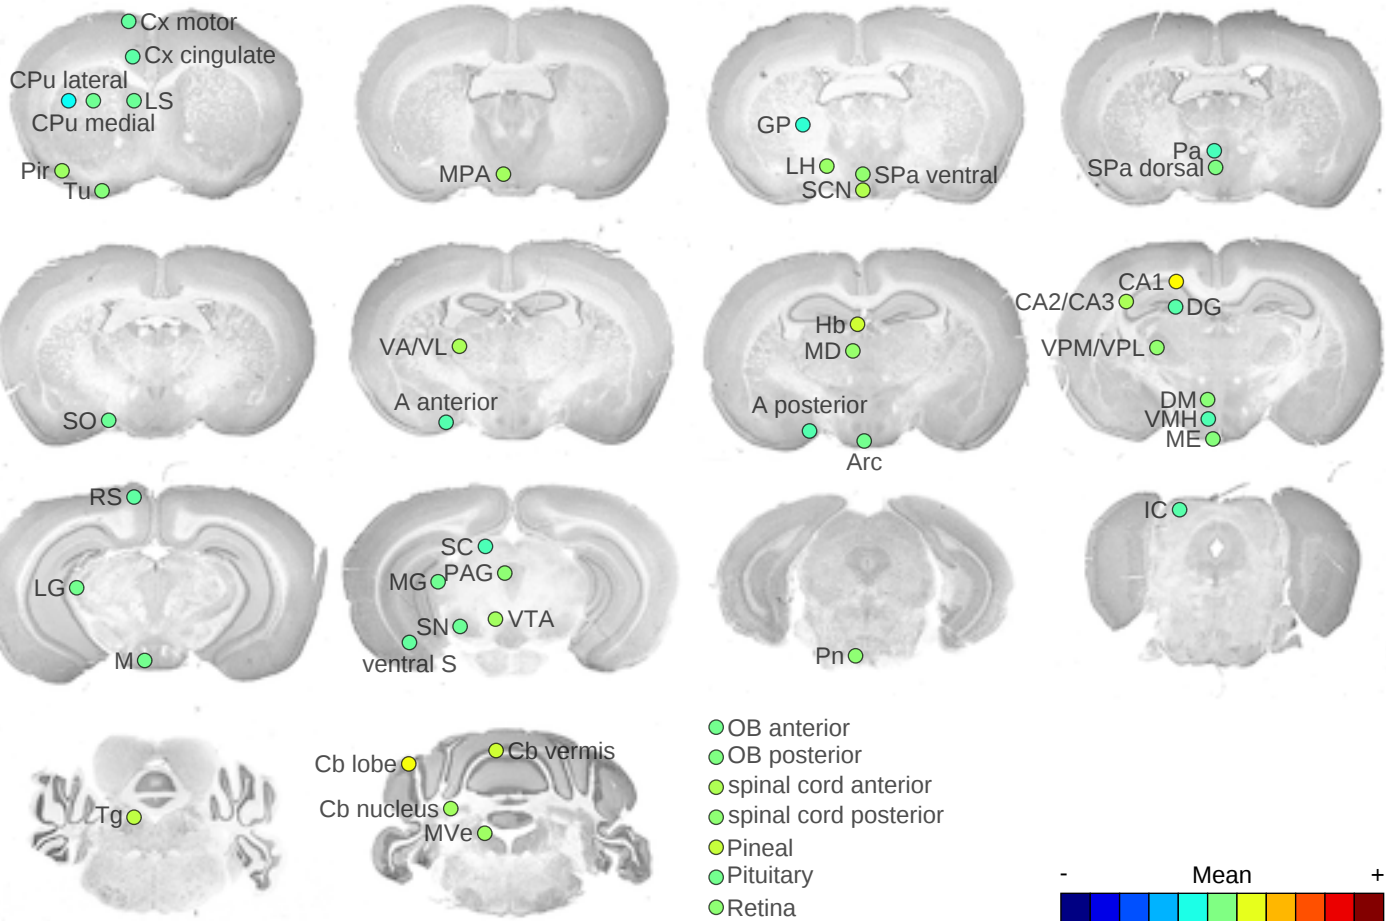 Cx motor
Cx cingulate
CPu lateral
LS
CPu medial
Pir
Tu
MPA
GP
LH
SPa ventral
SCN
Pa
SPa dorsal
SO
VA/VL
A anterior
Hb
MD
A posterior
Arc
CA1
CA2/CA3
DG
VPM/VPL
DM
VMH
ME
RS
LG
M
SC
MG
PAG
SN
VTA
ventral S
Pn
IC
Tg
Cb lobe
Cb vermis
Cb nucleus
MVe
OB anterior
OB posterior
spinal cord anterior
spinal cord posterior
Pineal
Pituitary
Retina
- Mean +